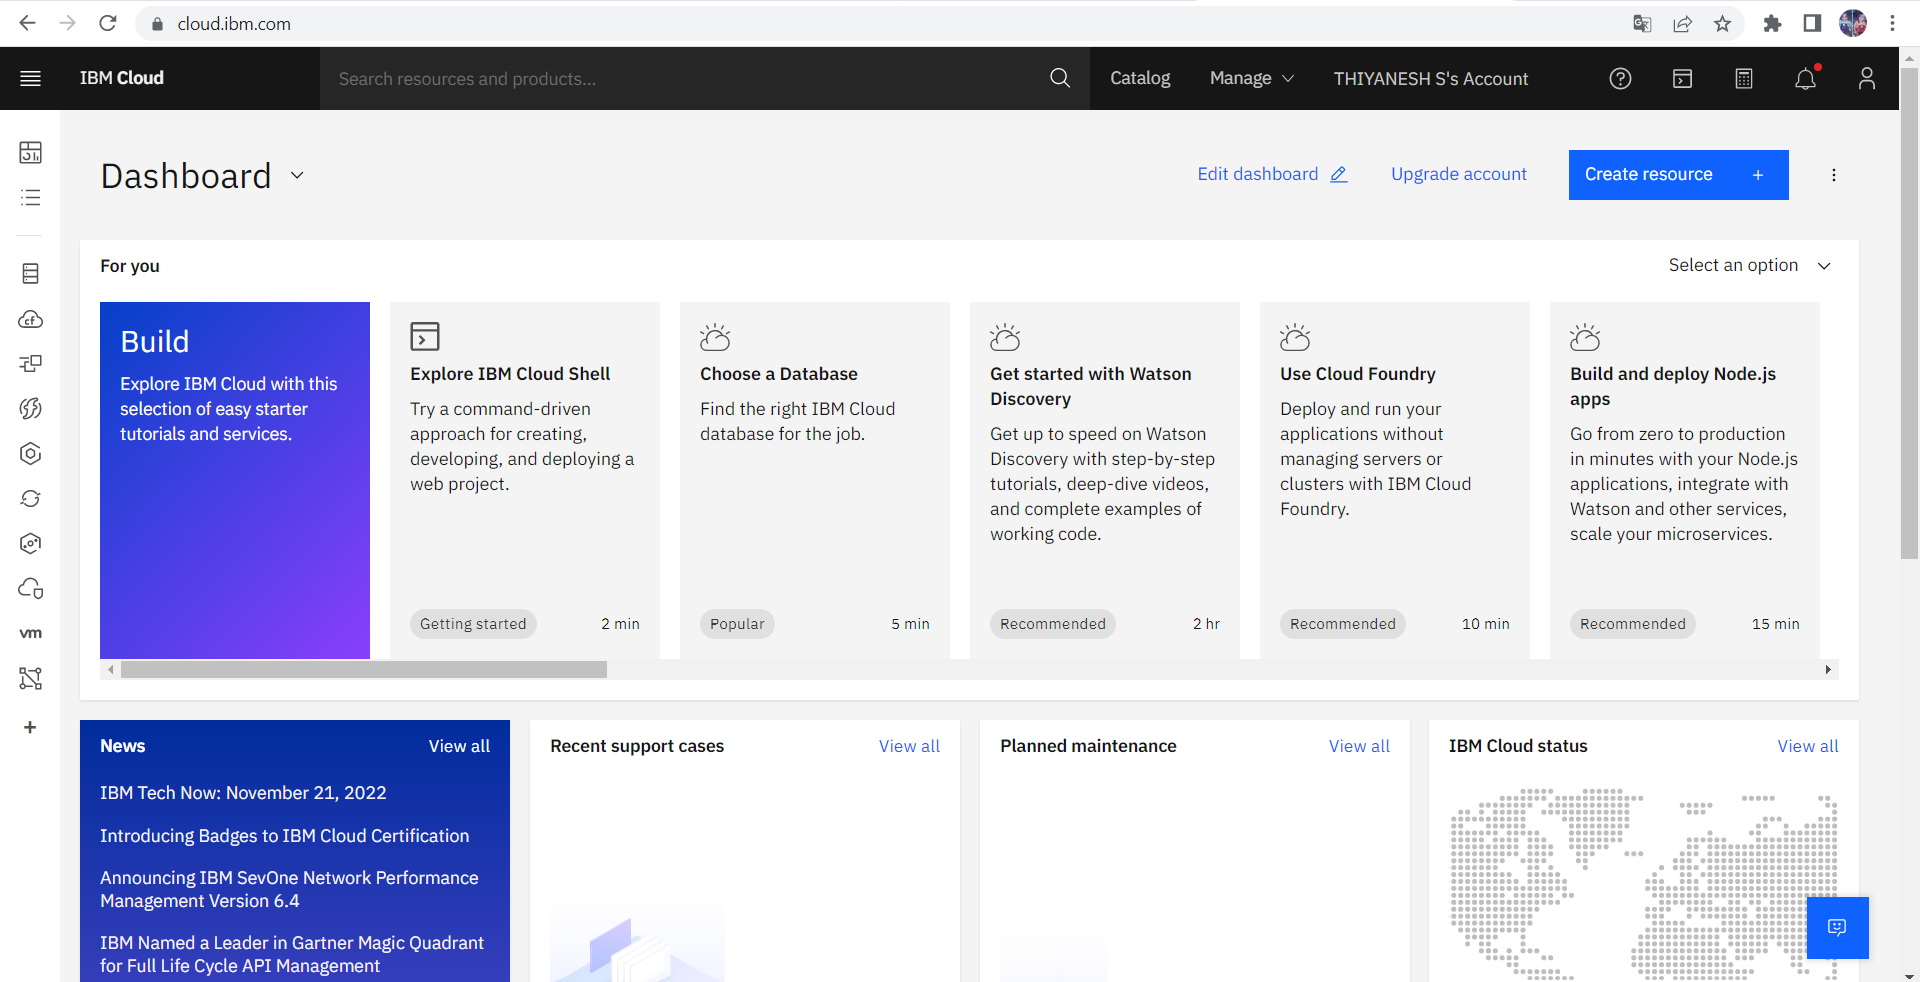 cloud.ibm.com
IBM Cloud
Search resources and products...
Catalog
Manage
THIYANESH S's Account
Dashboard
Edit dashboard
Upgrade account
Create resource +
For you
Select an option
Build
Explore IBM Cloud with this
selection of easy starter
tutorials and services.
Explore IBM Cloud Shell
Try a command-driven
approach for creating,
developing, and deploying a
web project.
Getting started
2 min
Choose a Database
Find the right IBM Cloud
database for the job.
Popular
5 min
Get started with Watson
Discovery
Get up to speed on Watson
Discovery with step-by-step
tutorials, deep-dive videos,
and complete examples of
working code.
Recommended
2 hr
Use Cloud Foundry
Deploy and run your
applications without
managing servers or
clusters with IBM Cloud
Foundry.
Recommended
10 min
Build and deploy Node.js
apps
Go from zero to production
in minutes with your Node.js
applications, integrate with
Watson and other services,
scale your microservices.
Recommended
15 min
cf
vm
News
View all
IBM Tech Now: November 21, 2022
Introducing Badges to IBM Cloud Certification
Announcing IBM SevOne Network Performance
Management Version 6.4
IBM Named a Leader in Gartner Magic Quadrant
for Full Life Cycle API Management
Recent support cases
View all
Planned maintenance
View all
IBM Cloud status
View all